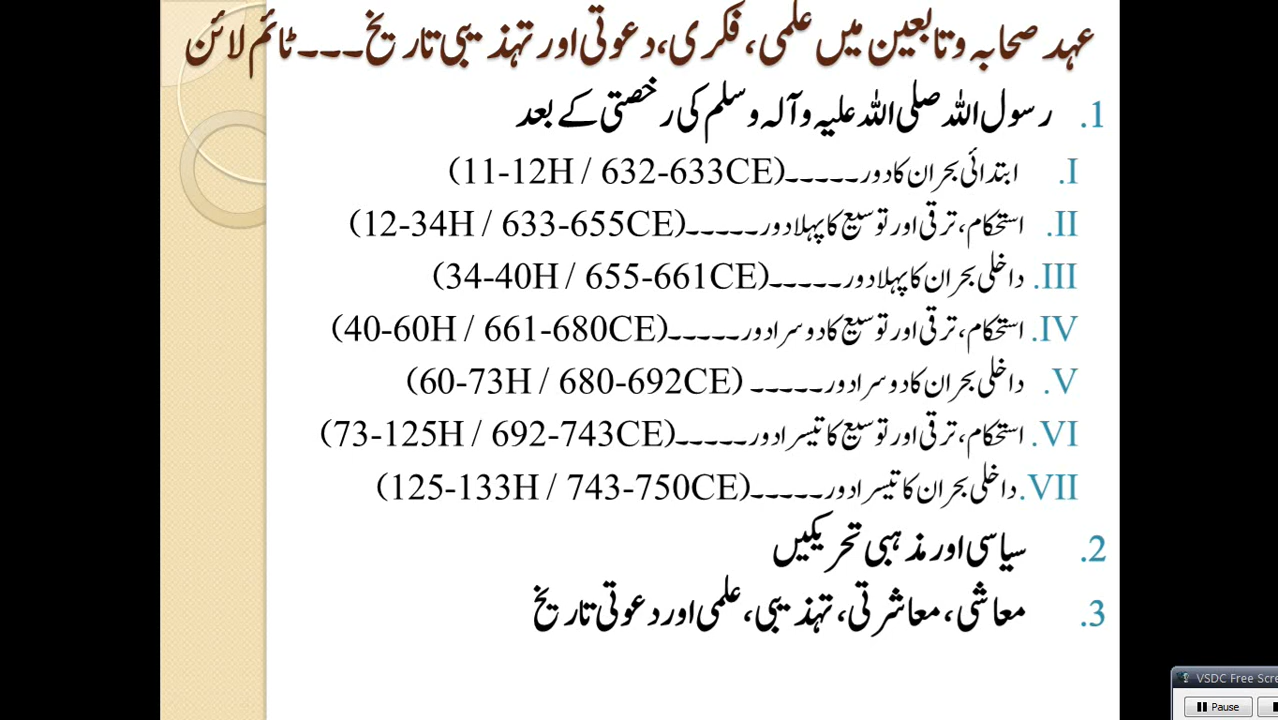 عہد صحابہ و تابعین میں علمی، فکری، دعوتی اور تہذیبی تاریخ۔۔۔ ٹائم لائن
1. رسول اللہ صلی اللہ علیہ وآلہ وسلم کی رخصتی کے بعد
I. ابتدائی بحران کا دور۔۔۔۔۔(11-12H / 632-633CE)
II. استحکام، ترقی اور توسیع کا پہلا دور۔۔۔۔۔(12-34H / 633-655CE)
III. داخلی بحران کا پہلا دور۔۔۔۔۔(34-40H / 655-661CE)
IV. استحکام، ترقی اور توسیع کا دوسرا دور۔۔۔۔۔(40-60H / 661-680CE)
V. داخلی بحران کا دوسرا دور۔۔۔۔۔ (60-73H / 680-692CE)
VI. استحکام، ترقی اور توسیع کا تیسرا دور۔۔۔۔۔(73-125H / 692-743CE)
VII. داخلی بحران کا تیسرا دور۔۔۔۔۔(125-133H / 743-750CE)
2. سیاسی اور مذہبی تحریکیں
3. معاشی، معاشرتی، تہذیبی، علمی اور دعوتی تاریخ
VSDC Free Scre
Pause